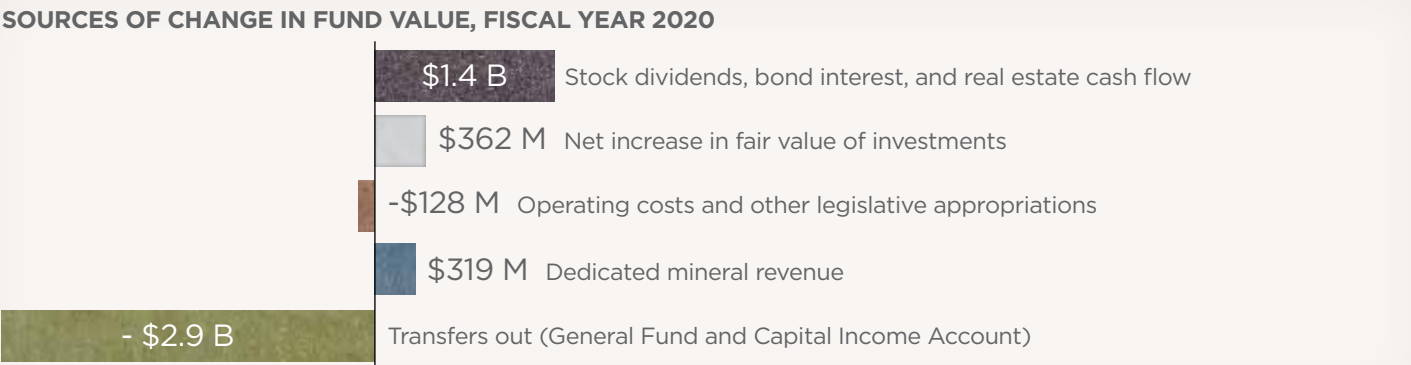 SOURCES OF CHANGE IN FUND VALUE, FISCAL YEAR 2020
$1.4 B Stock dividends, bond interest, and real estate cash flow
$362 M Net increase in fair value of investments
-$128 M Operating costs and other legislative appropriations
$319 M Dedicated mineral revenue
- $2.9 B Transfers out (General Fund and Capital Income Account)